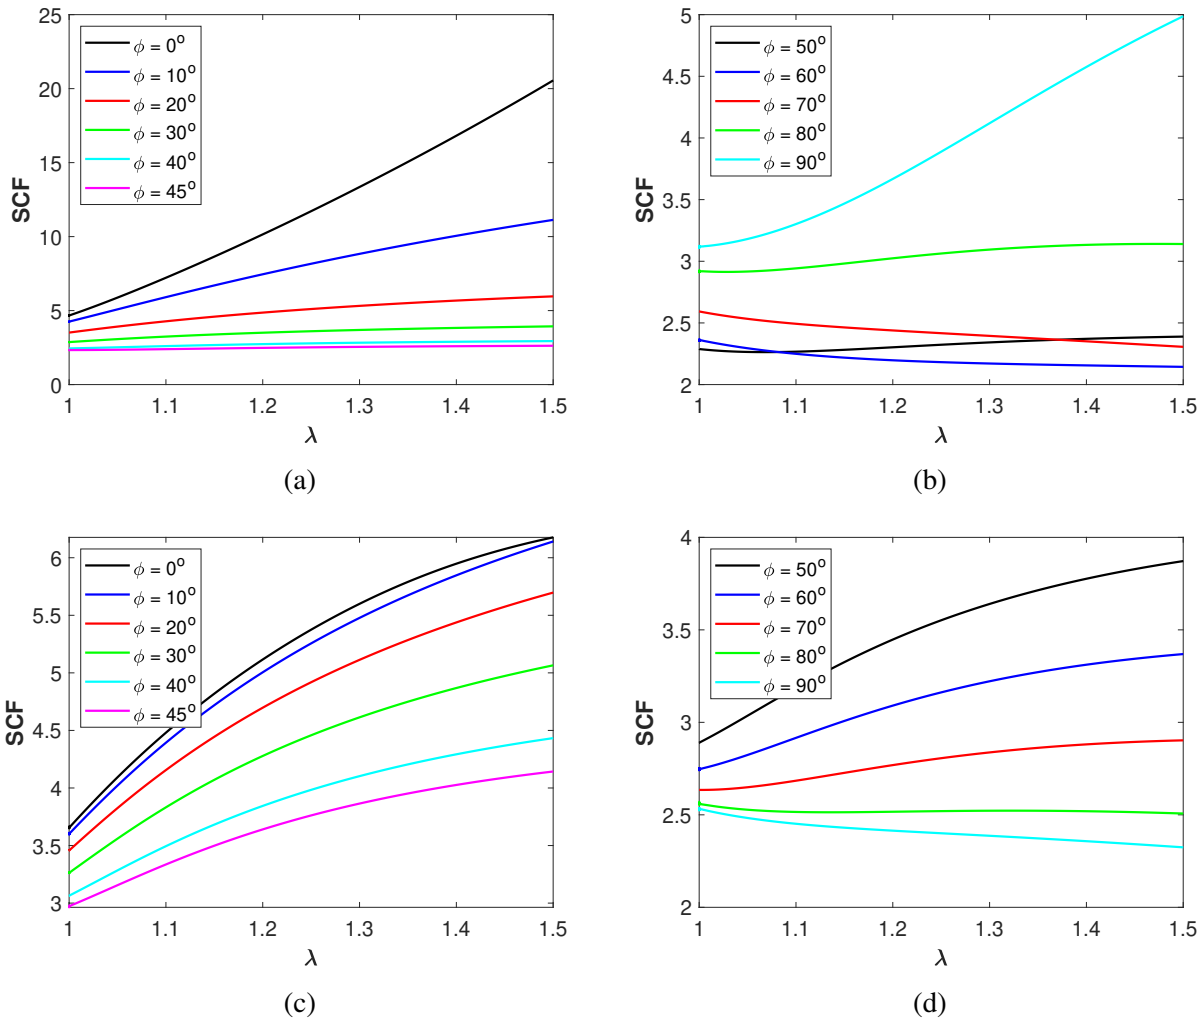 25
20
15
10
5
0
SCF
ϕ = 0°
ϕ = 10°
ϕ = 20°
ϕ = 30°
ϕ = 40°
ϕ = 45°
1 1.1 1.2 1.3 1.4 1.5
λ
(a)
5
4.5
4
3.5
3
2.5
2
SCF
ϕ = 50°
ϕ = 60°
ϕ = 70°
ϕ = 80°
ϕ = 90°
1 1.1 1.2 1.3 1.4 1.5
λ
(b)
6
5.5
5
4.5
4
3.5
3
SCF
ϕ = 0°
ϕ = 10°
ϕ = 20°
ϕ = 30°
ϕ = 40°
ϕ = 45°
1 1.1 1.2 1.3 1.4 1.5
λ
(c)
4
3.5
3
2.5
2
SCF
ϕ = 50°
ϕ = 60°
ϕ = 70°
ϕ = 80°
ϕ = 90°
1 1.1 1.2 1.3 1.4 1.5
λ
(d)